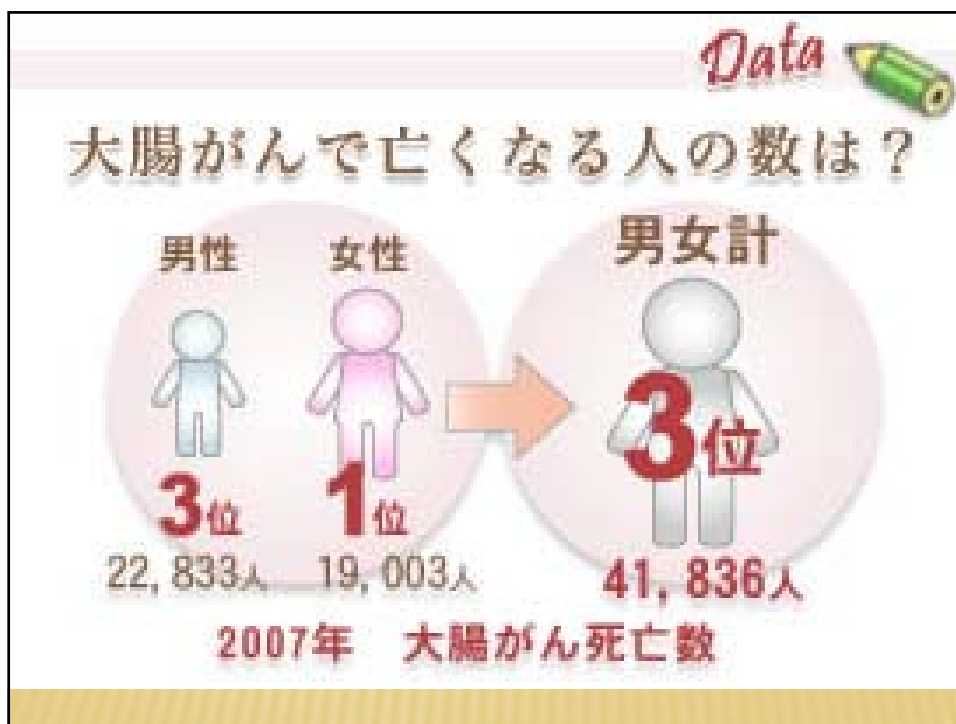 Data
大腸がんで亡くなる人の数は？
男性 女性 男女計
3位 1位 3位
22,833人 19,003人 41,836人
2007年 大腸がん死亡数